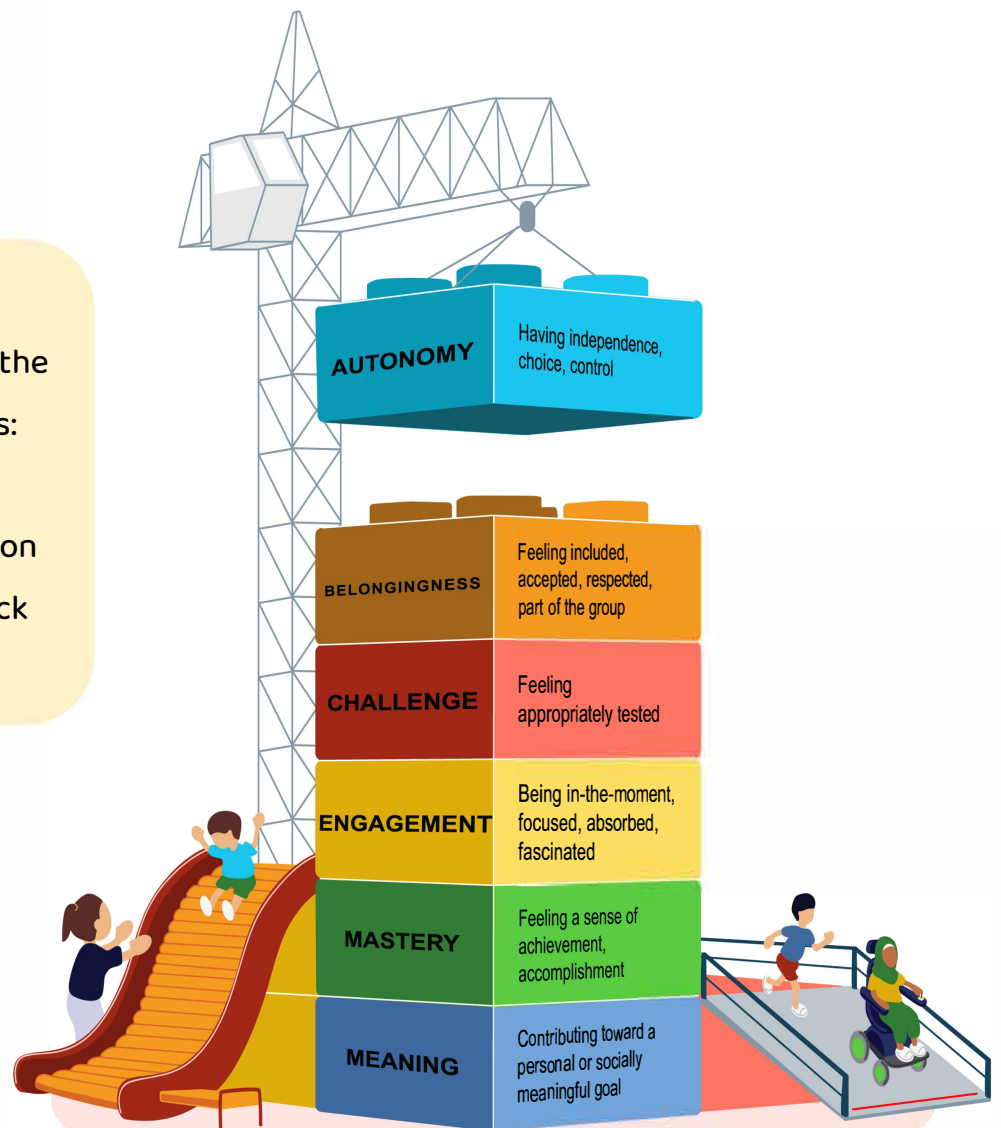 the
s:
on
ck
AUTONOMY
Having independence,
choice, control
BELONGINGNESS
Feeling included,
accepted, respected,
part of the group
CHALLENGE
Feeling
appropriately tested
ENGAGEMENT
Being in-the-moment,
focused, absorbed,
fascinated
MASTERY
Feeling a sense of
achievement,
accomplishment
MEANING
Contributing toward a
personal or socially
meaningful goal